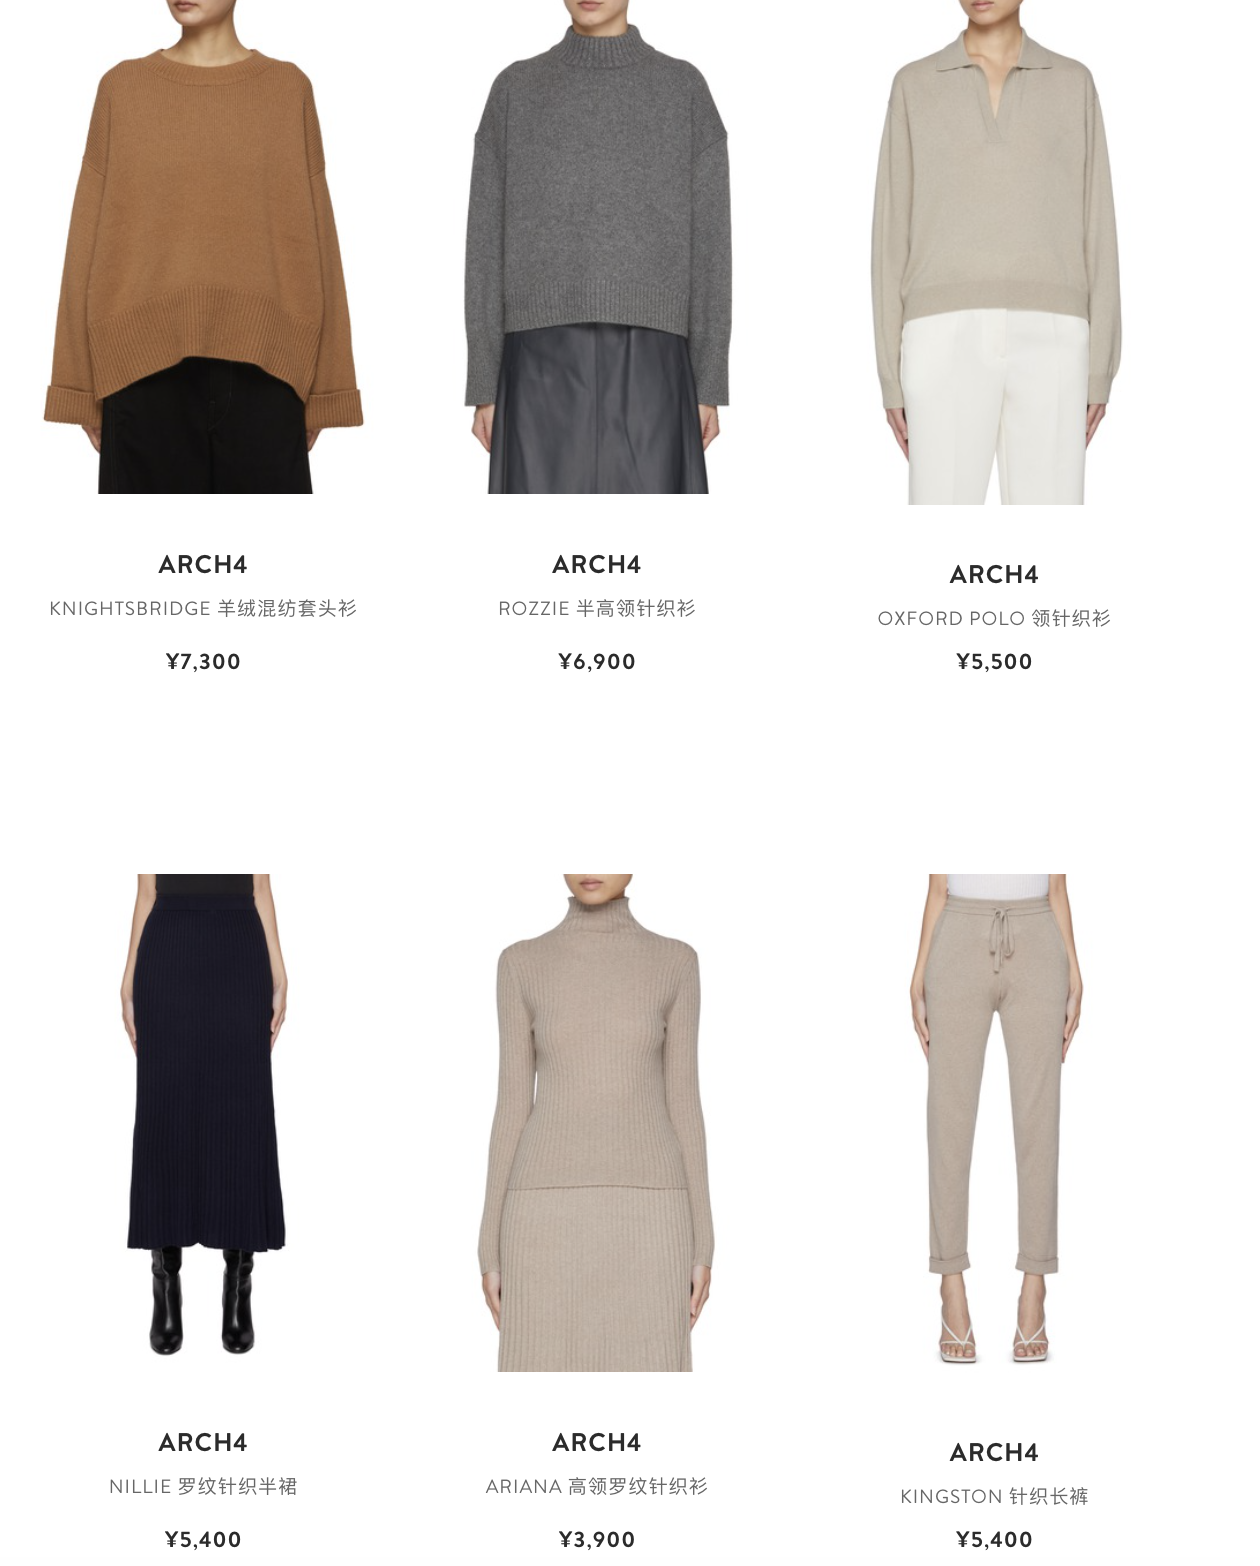 ARCH4
KNIGHTSBRIDGE 羊绒混纺套头衫
¥7,300
ARCH4
ROZZIE 半高领针织衫
¥6,900
ARCH4
OXFORD POLO 领针织衫
¥5,500
ARCH4
NILLIE 罗纹针织半裙
¥5,400
ARCH4
ARIANA 高领罗纹针织衫
¥3,900
ARCH4
KINGSTON 针织长裤
¥5,400